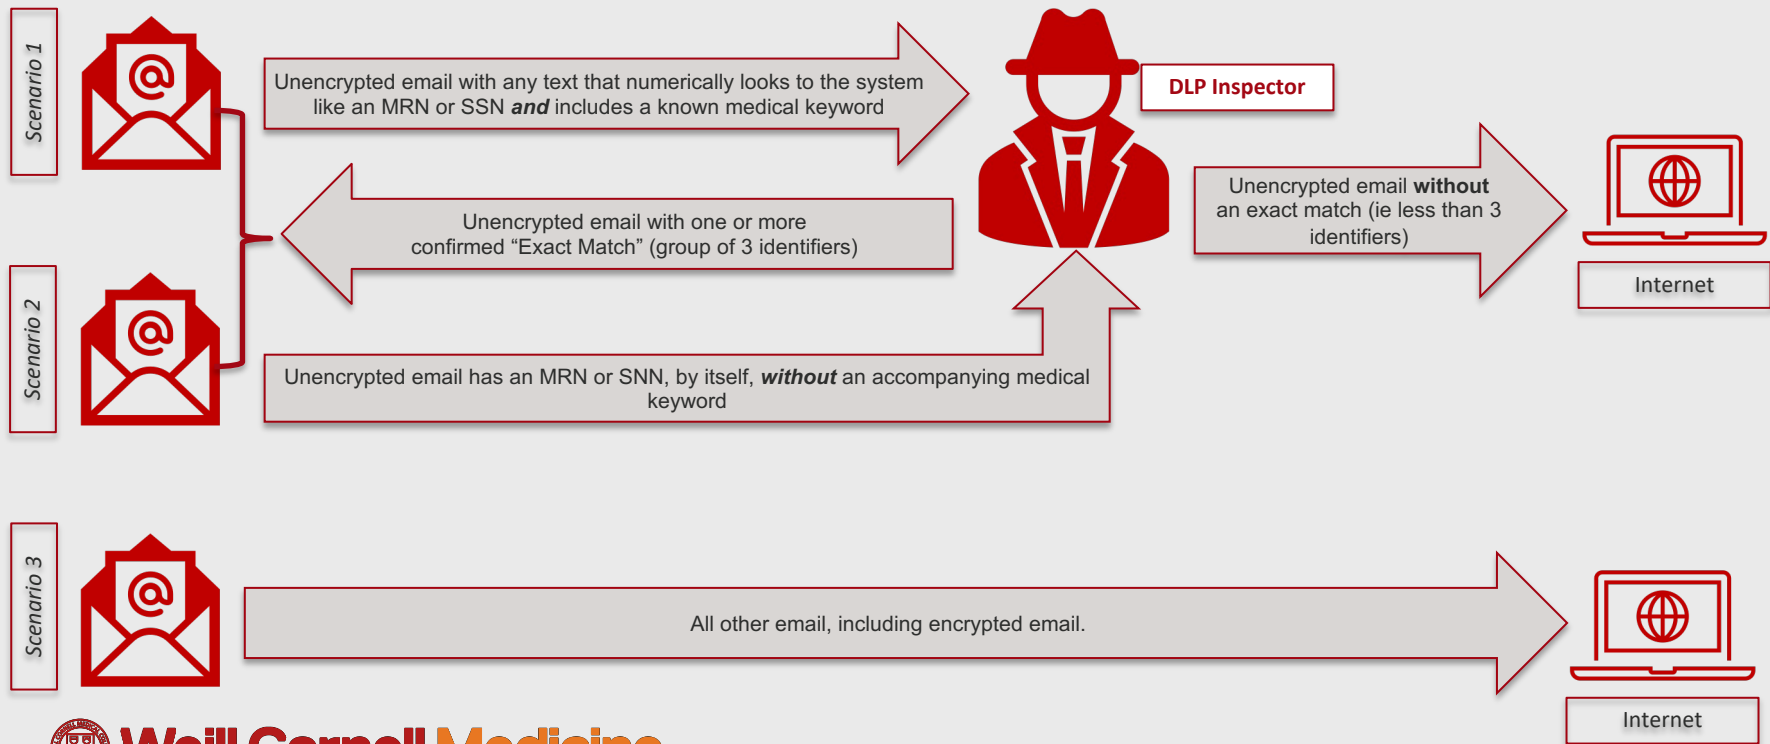 Scenario 1
Unencrypted email with any text that numerically looks to the system
like an MRN or SSN and includes a known medical keyword
DLP Inspector
Unencrypted email with one or more
confirmed “Exact Match” (group of 3 identifiers)
Unencrypted email without
an exact match (ie less than 3
identifiers)
Internet
Scenario 2
Unencrypted email has an MRN or SNN, by itself, without an accompanying medical
keyword
Scenario 3
All other email, including encrypted email.
Internet
Weill Cornell Medicine